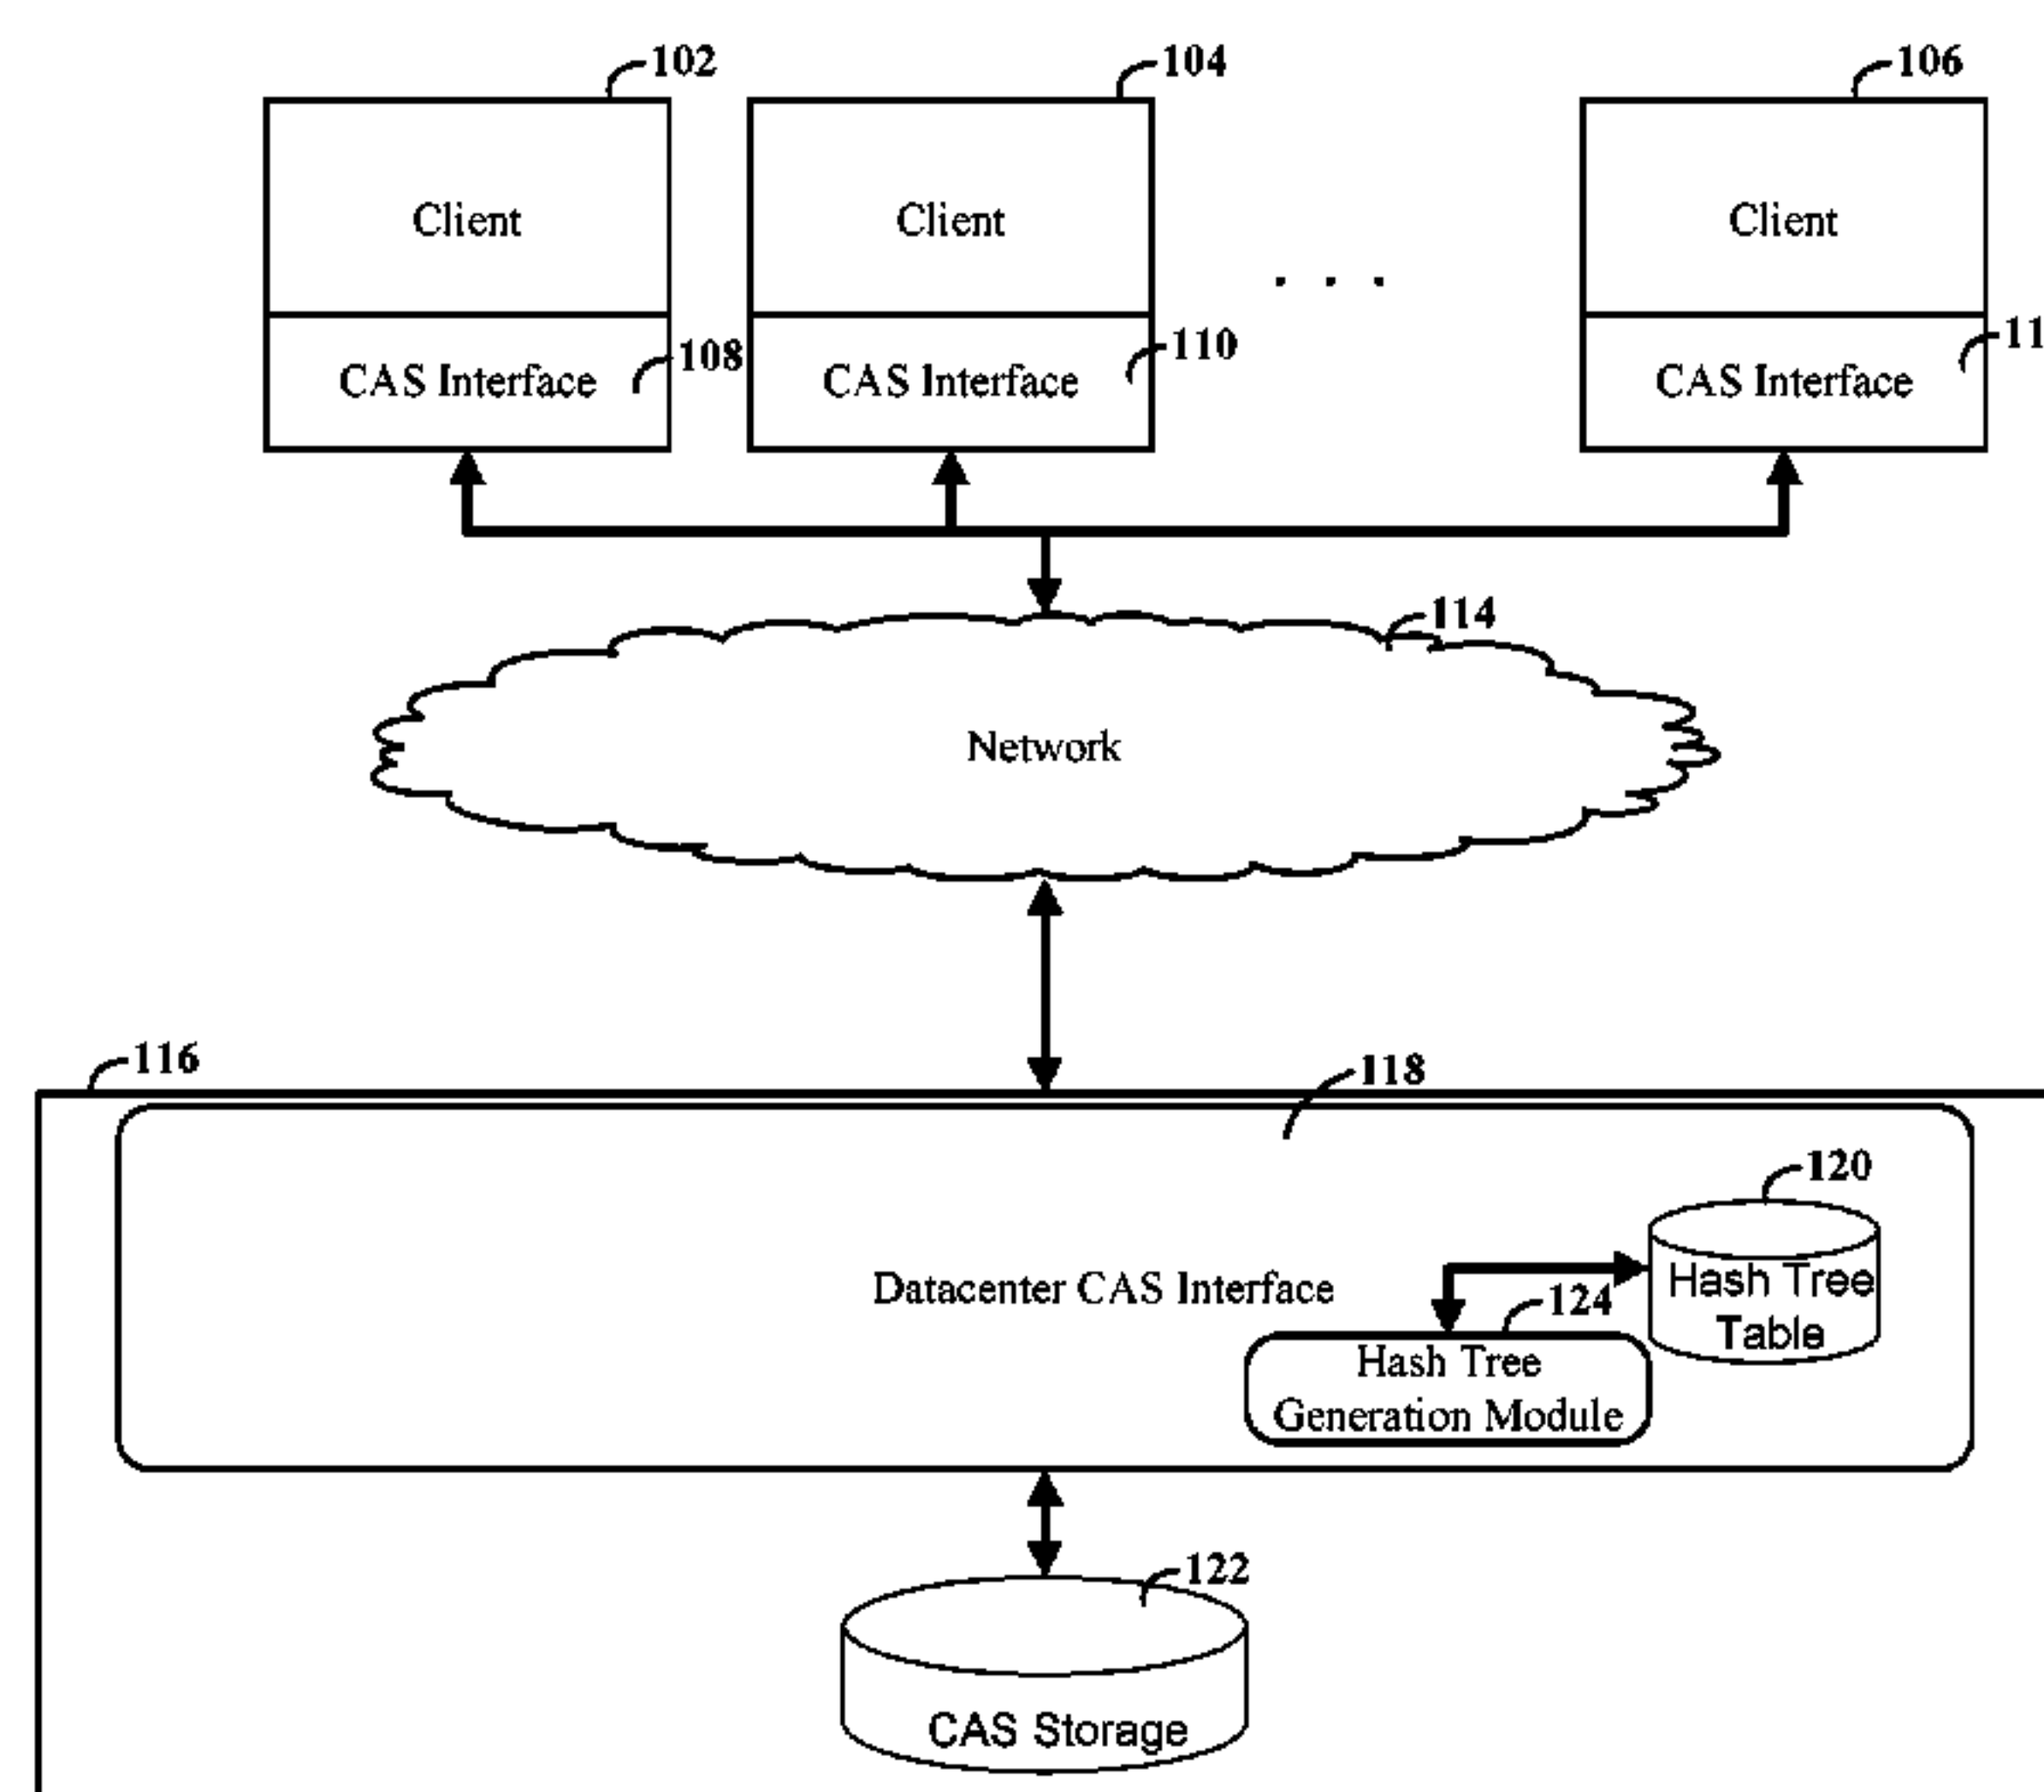 102
104
106
Client
Client
Client
. . .
CAS Interface
108
CAS Interface
110
CAS Interface
11
114
Network
116
118
120
Hash Tree
Table
Datacenter CAS Interface
124
Hash Tree
Generation Module
122
CAS Storage